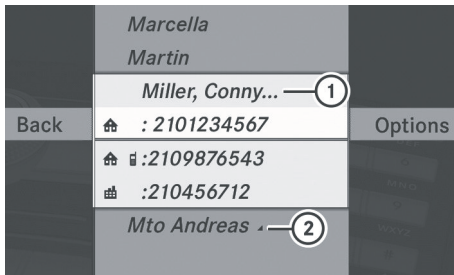 Marcella
Martin
Miller, Conny...
1
Back
: 2101234567
Options
:2109876543
:210456712
Mto Andreas
2